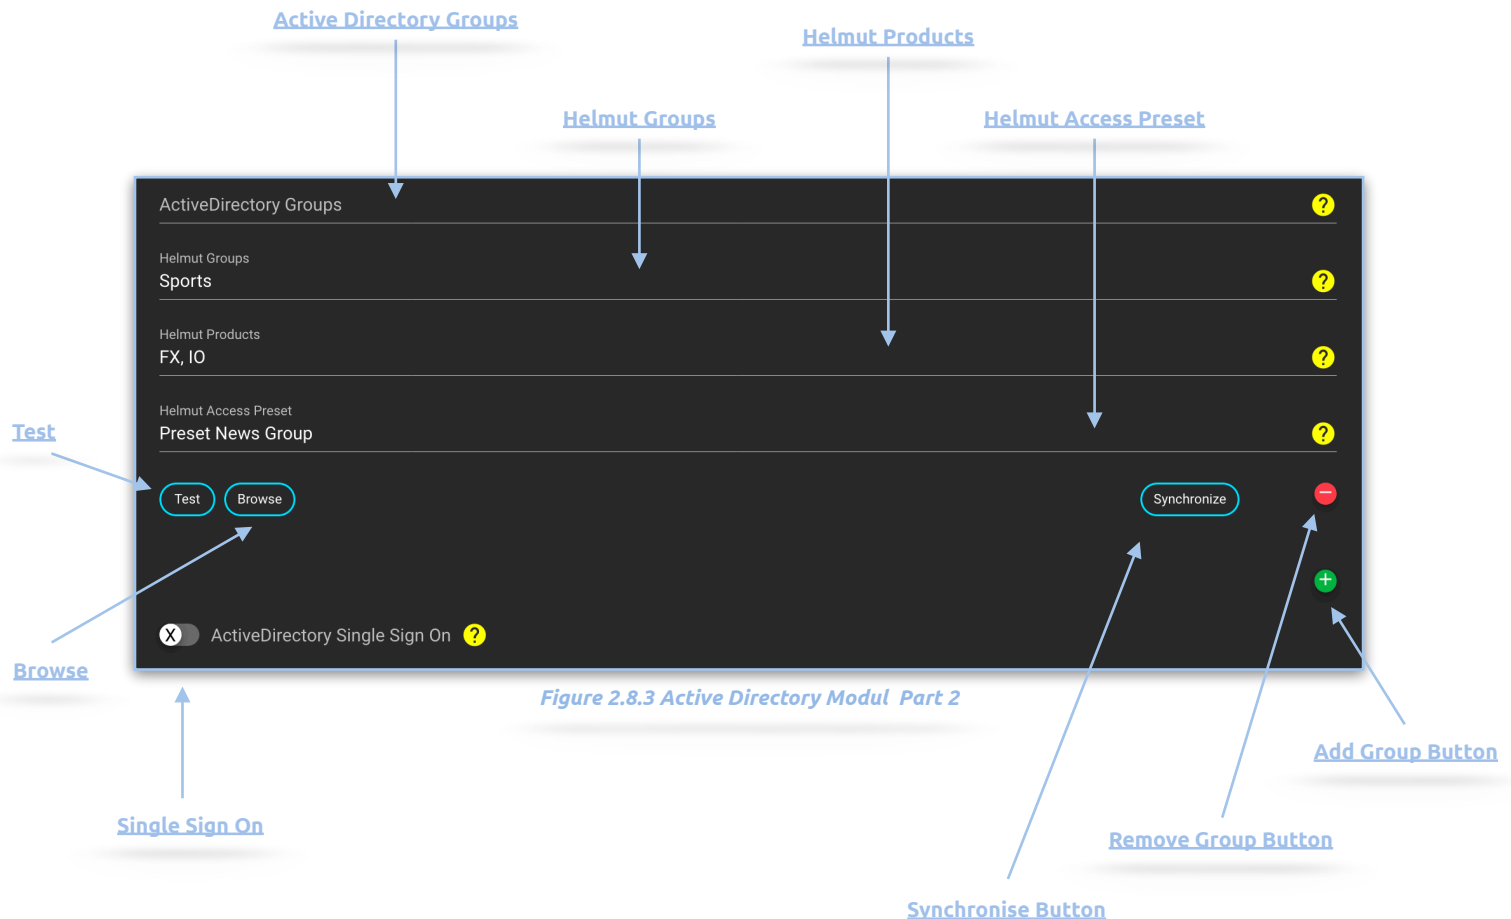 Active Directory Groups
Helmut Products
Helmut Groups
Helmut Access Preset
ActiveDirectory Groups
?
Helmut Groups
Sports
?
Helmut Products
FX, IO
?
Helmut Access Preset
Preset News Group
?
Test
Test Browse Synchronize
X ActiveDirectory Single Sign On ?
Browse
Figure 2.8.3 Active Directory Modul Part 2
Add Group Button
Single Sign On
Remove Group Button
Synchronise Button